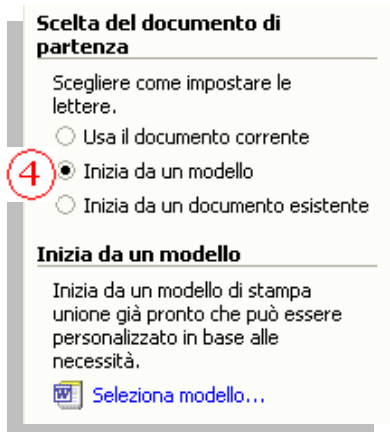 Scelta del documento di
partenza
Scegliere come impostare le
lettere.
Usa il documento corrente
4 Inizia da un modello
Inizia da un documento esistente
Inizia da un modello
Inizia da un modello di stampa
unione già pronto che può essere
personalizzato in base alle
necessità.
Seleziona modello...